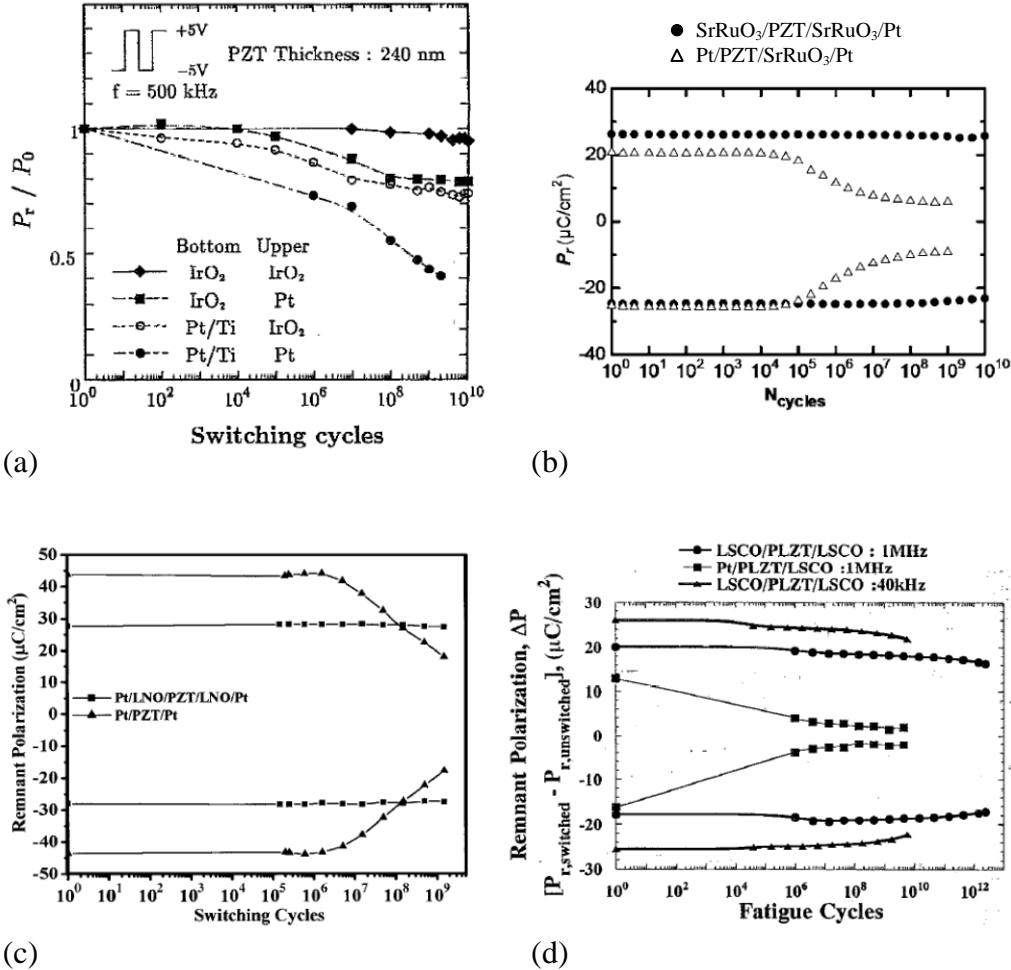 +5V
−5V
PZT Thickness : 240 nm
f = 500 kHz
1
0.5
0
P_r / P_0
Bottom Upper
IrO₂ IrO₂
IrO₂ Pt
Pt/Ti IrO₂
Pt/Ti Pt
10⁰ 10² 10⁴ 10⁶ 10⁸ 10¹⁰
Switching cycles
(a)
SrRuO₃/PZT/SrRuO₃/Pt
Pt/PZT/SrRuO₃/Pt
40
20
0
-20
-40
P_r (µC/cm²)
10⁰ 10¹ 10² 10³ 10⁴ 10⁵ 10⁶ 10⁷ 10⁸ 10⁹ 10¹⁰
N_cycles
(b)
50
40
30
20
10
0
-10
-20
-30
-40
-50
Remnant Polarization (µC/cm²)
Pt/LNO/PZT/LNO/Pt
Pt/PZT/Pt
10⁰ 10¹ 10² 10³ 10⁴ 10⁵ 10⁶ 10⁷ 10⁸ 10⁹
Switching Cycles
(c)
LSCO/PLZT/LSCO : 1MHz
Pt/PLZT/LSCO :1MHz
LSCO/PLZT/LSCO :40kHz
30
20
10
0
-10
-20
-30
Remnant Polarization, ΔP
[P_r,switched - P_r,unswitched], (µC/cm²)
10⁰ 10² 10⁴ 10⁶ 10⁸ 10¹⁰ 10¹²
Fatigue Cycles
(d)